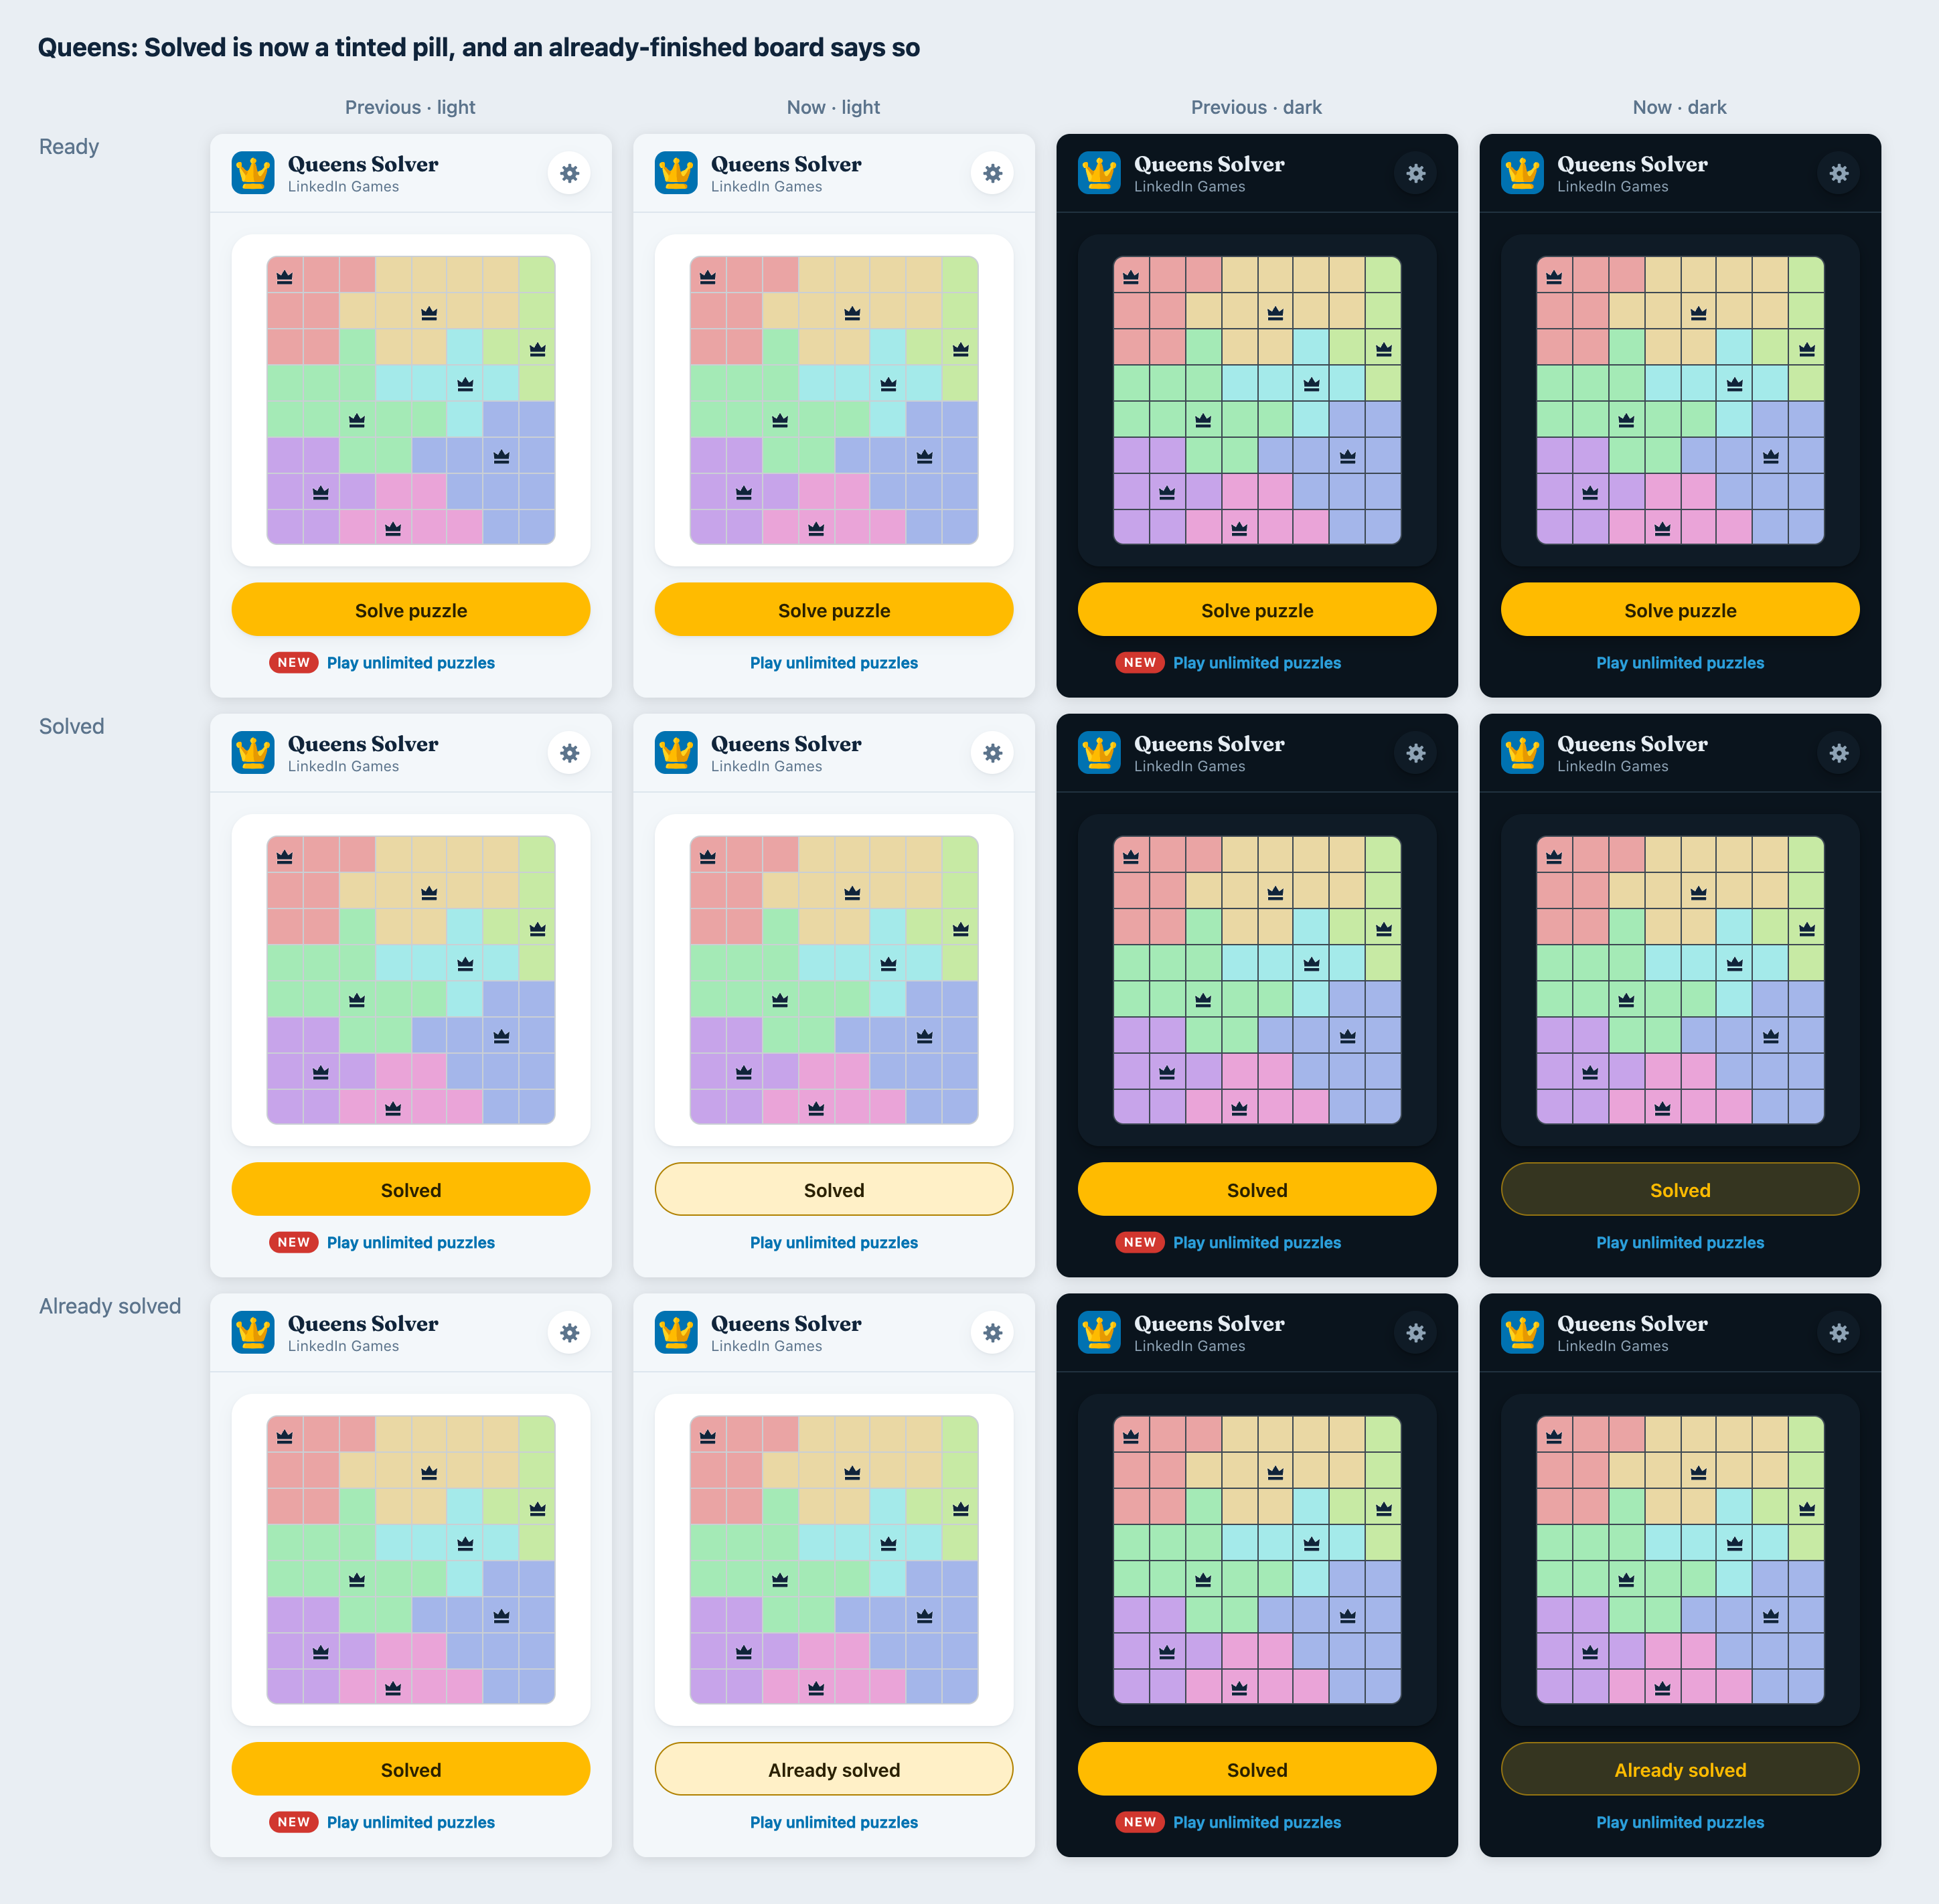 Queens: Solved is now a tinted pill, and an already-finished board says so
Previous · light
Now · light
Previous · dark
Now · dark
Ready
Queens Solver
LinkedIn Games
Solve puzzle
NEW Play unlimited puzzles
Queens Solver
LinkedIn Games
Solve puzzle
Play unlimited puzzles
Queens Solver
LinkedIn Games
Solve puzzle
NEW Play unlimited puzzles
Queens Solver
LinkedIn Games
Solve puzzle
Play unlimited puzzles
Solved
Queens Solver
LinkedIn Games
Solved
NEW Play unlimited puzzles
Queens Solver
LinkedIn Games
Solved
Play unlimited puzzles
Queens Solver
LinkedIn Games
Solved
NEW Play unlimited puzzles
Queens Solver
LinkedIn Games
Solved
Play unlimited puzzles
Already solved
Queens Solver
LinkedIn Games
Solved
NEW Play unlimited puzzles
Queens Solver
LinkedIn Games
Already solved
Play unlimited puzzles
Queens Solver
LinkedIn Games
Solved
NEW Play unlimited puzzles
Queens Solver
LinkedIn Games
Already solved
Play unlimited puzzles